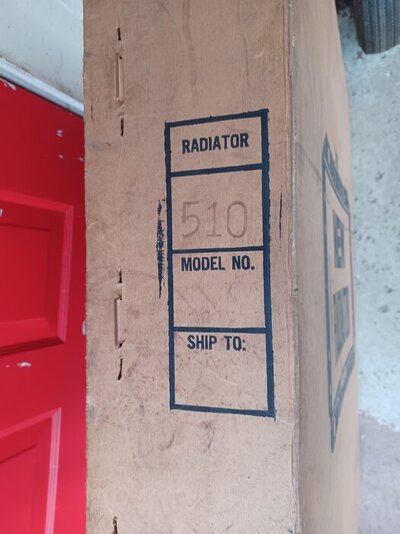 RADIATOR
510
MODEL NO.
SHIP TO: